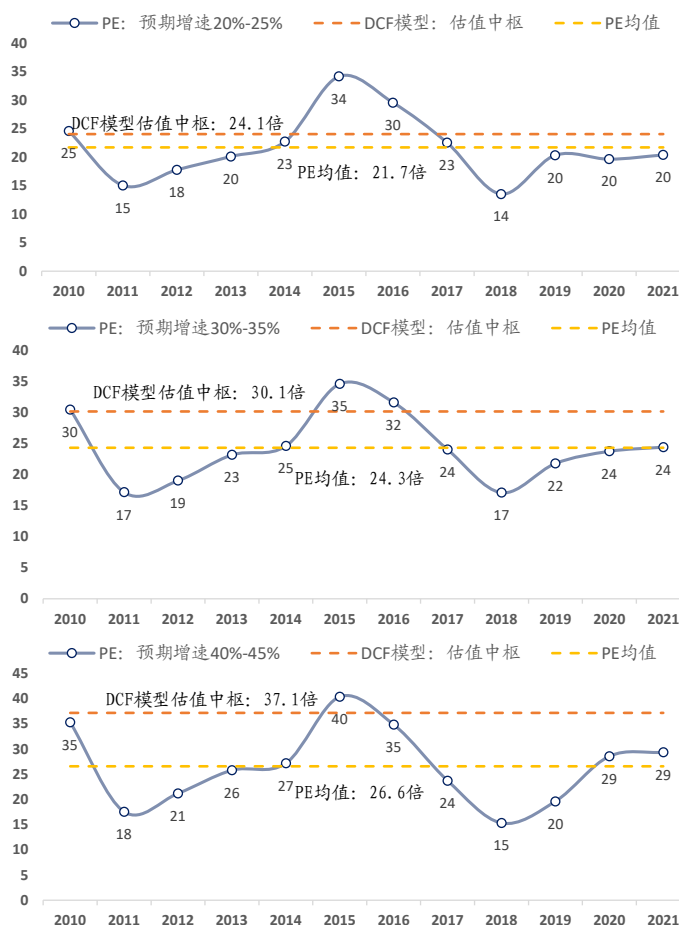 PE：预期增速20%-25% DCF模型：估值中枢 PE均值
40
35
30
25
20
15
10
5
0
DCF模型估值中枢：24.1倍
PE均值：21.7倍
25 15 18 20 23 34 30 23 14 20 20 20
2010 2011 2012 2013 2014 2015 2016 2017 2018 2019 2020 2021
PE：预期增速30%-35% DCF模型：估值中枢 PE均值
40
35
30
25
20
15
10
5
0
DCF模型估值中枢：30.1倍
PE均值：24.3倍
30 17 19 23 25 35 32 24 17 22 24 24
2010 2011 2012 2013 2014 2015 2016 2017 2018 2019 2020 2021
PE：预期增速40%-45% DCF模型：估值中枢 PE均值
45
40
35
30
25
20
15
10
5
0
DCF模型估值中枢：37.1倍
PE均值：26.6倍
35 18 21 26 27 40 35 24 15 20 29 29
2010 2011 2012 2013 2014 2015 2016 2017 2018 2019 2020 2021